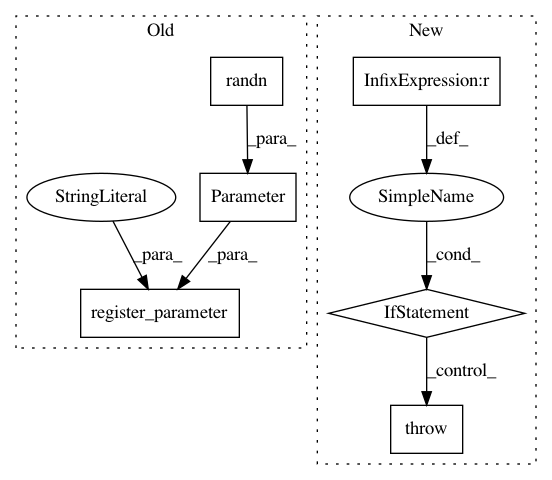 Old
New
randn
InfixExpression:r
_para_
_def_
StringLiteral
Parameter
SimpleName
_para_
_para_
_cond_
register_parameter
IfStatement
_control_
throw